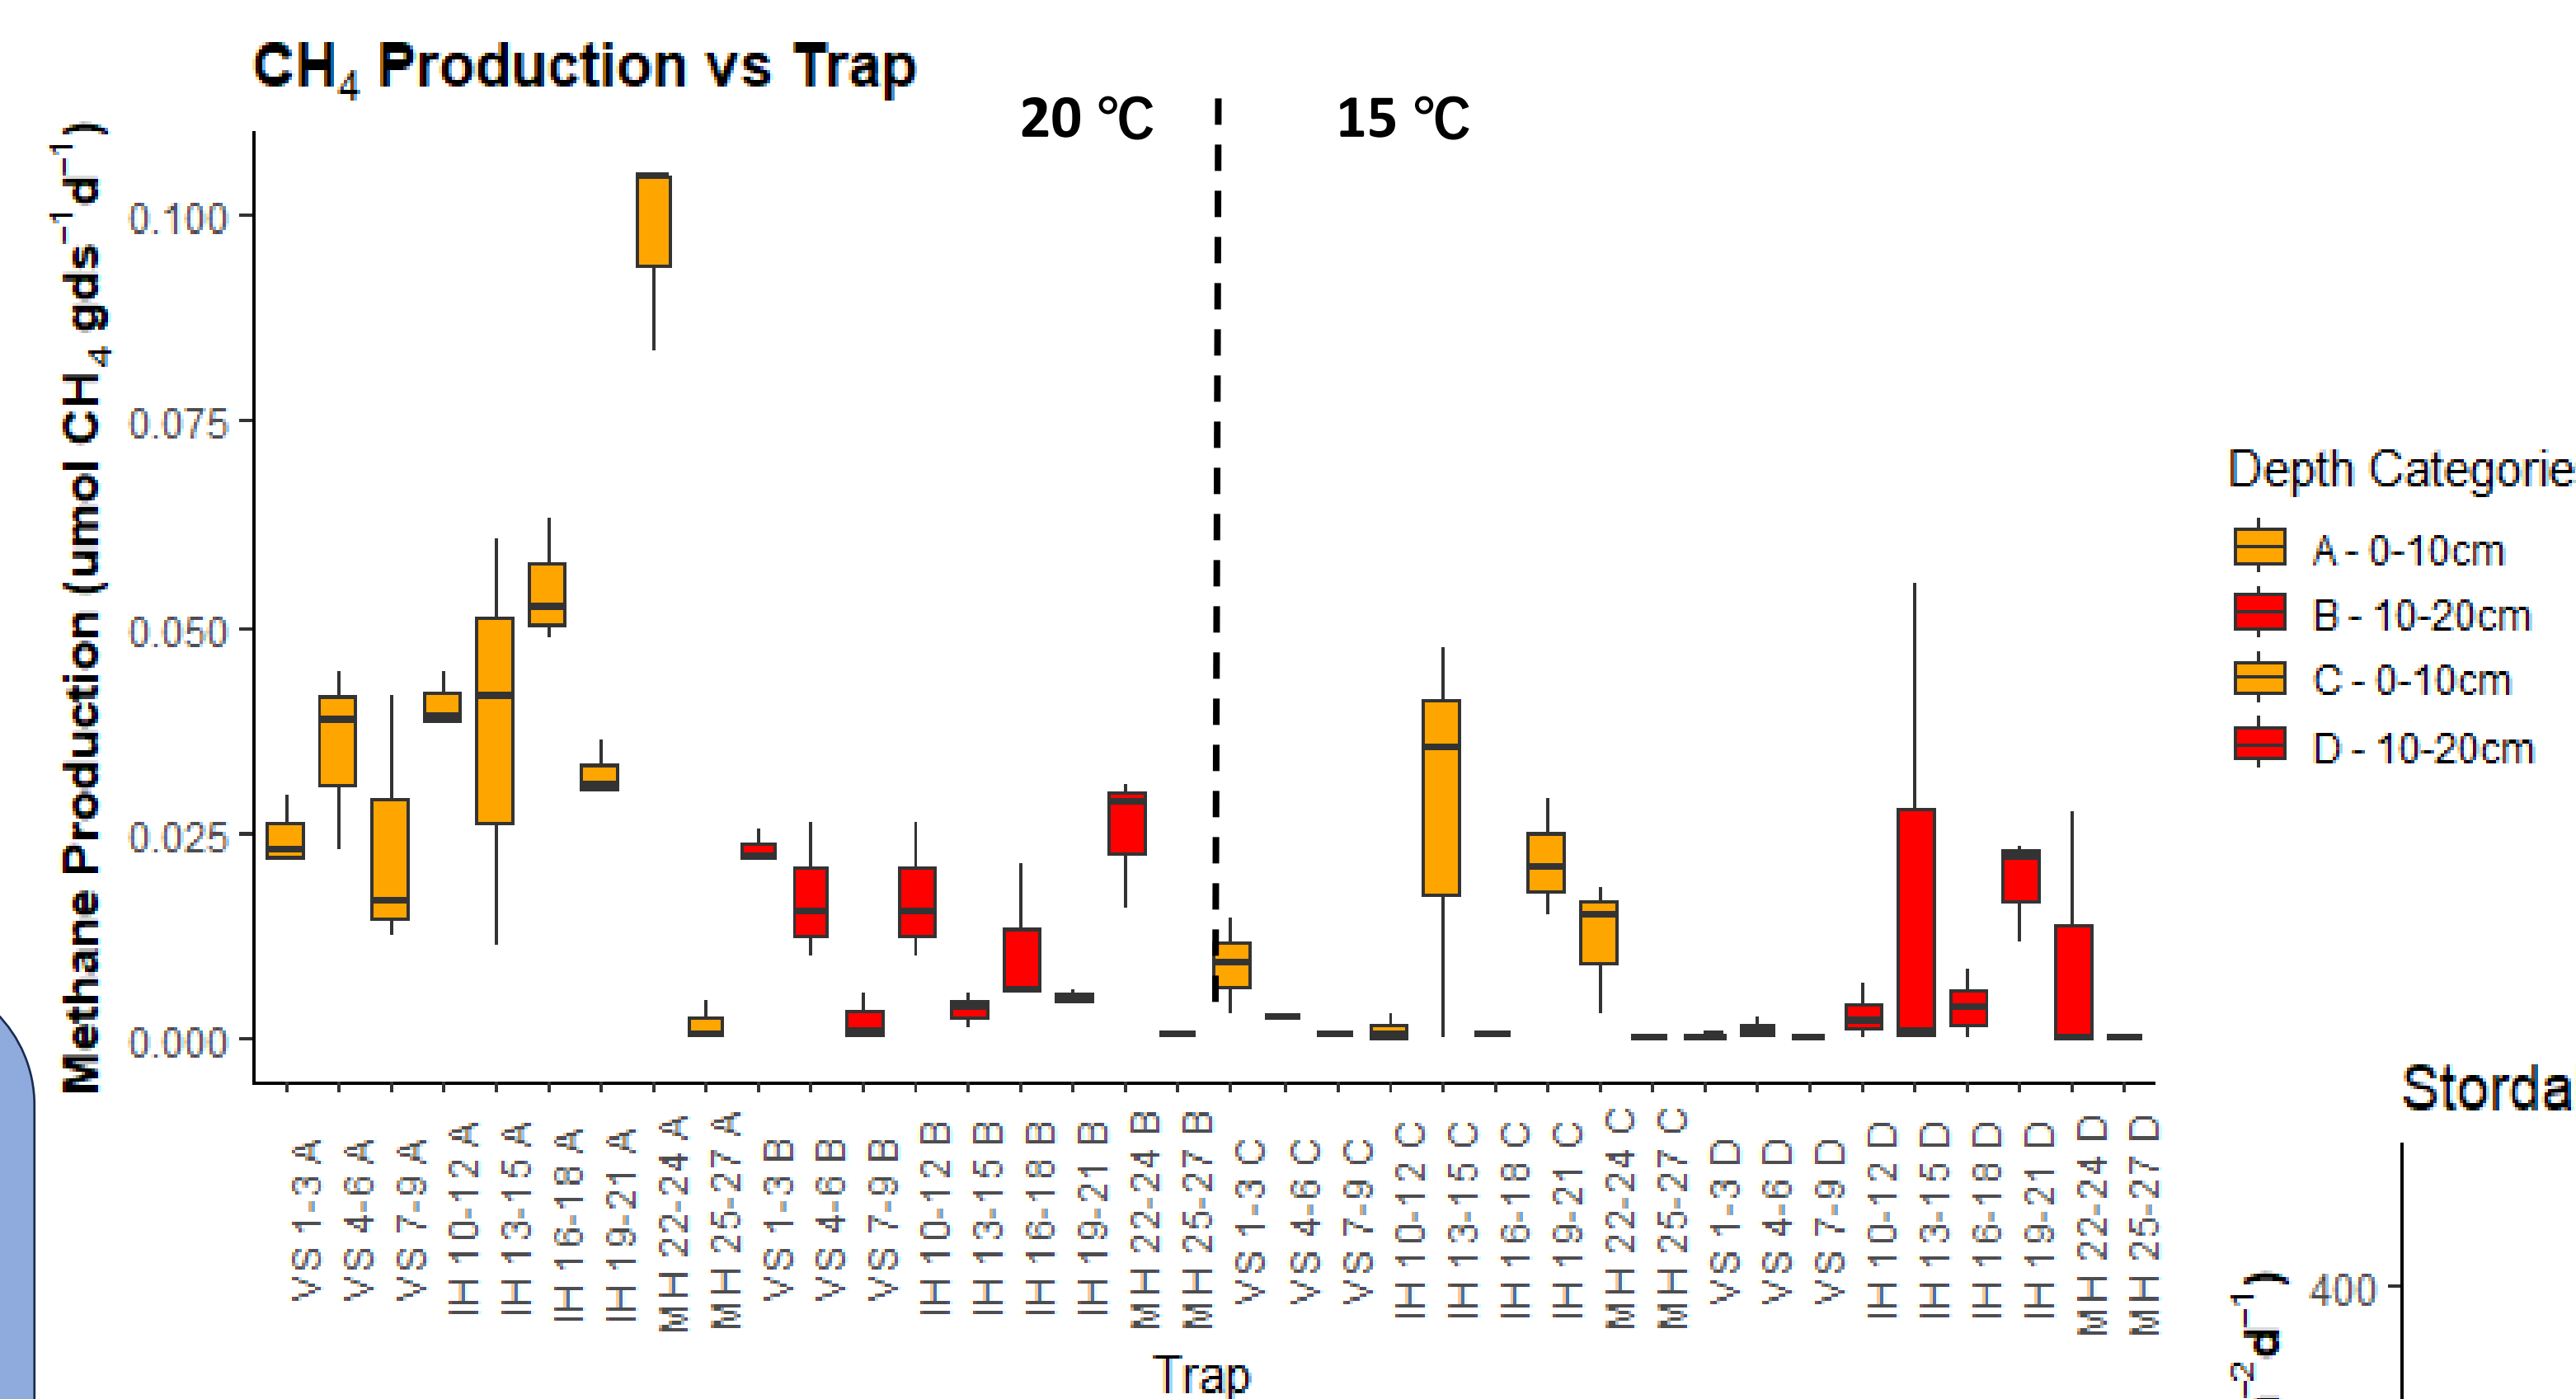 CH₄ Production vs Trap
20 °C
15 °C
Methane Production (umol CH₄ gds⁻¹d⁻¹)
0.100
0.075
0.050
0.025
0.000
VS 1-3 A
VS 4-6 A
VS 7-9 A
IH 10-12 A
IH 13-15 A
IH 16-18 A
IH 19-21 A
MH 22-24 A
MH 25-27 A
VS 1-3 B
VS 4-6 B
VS 7-9 B
IH 10-12 B
IH 13-15 B
IH 16-18 B
IH 19-21 B
MH 22-24 B
MH 25-27 B
VS 1-3 C
VS 4-6 C
VS 7-9 C
IH 10-12 C
IH 13-15 C
IH 16-18 C
IH 19-21 C
MH 22-24 C
MH 25-27 C
VS 1-3 D
VS 4-6 D
VS 7-9 D
IH 10-12 D
IH 13-15 D
IH 16-18 D
IH 19-21 D
MH 22-24 D
MH 25-27 D
Trap
Depth Categorie
A - 0-10cm
B - 10-20cm
C - 0-10cm
D - 10-20cm
Storda
400
⁻²d⁻¹)